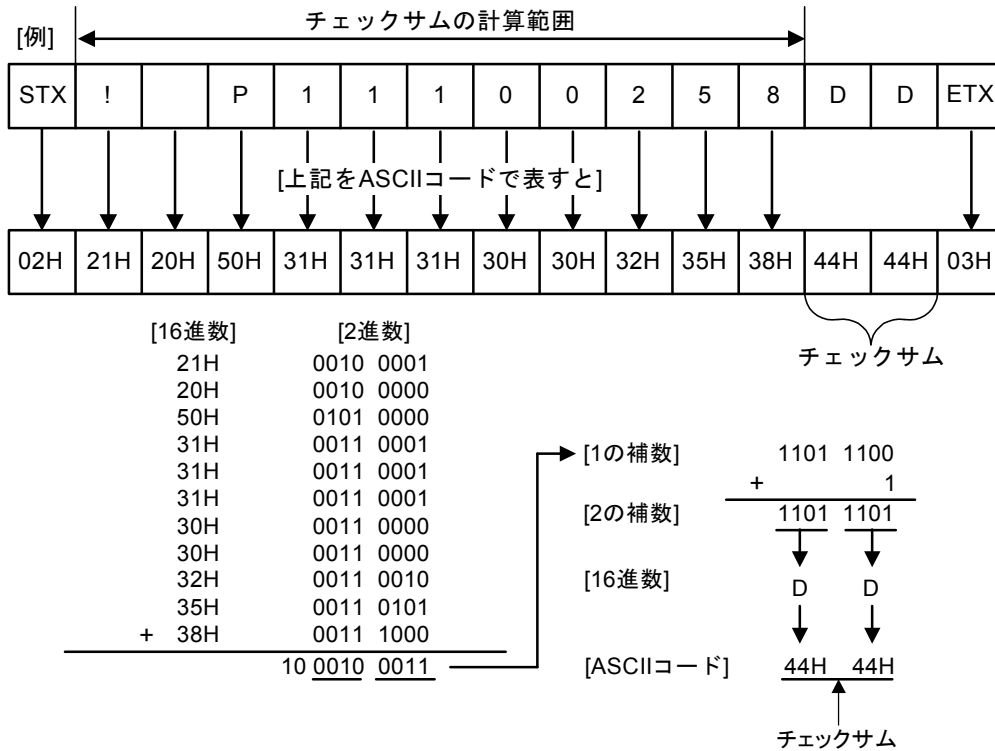 チェックサムの計算範囲
[例]
STX ! P 1 1 1 0 0 2 5 8 D D ETX
[上記をASCIIコードで表すと]
02H 21H 20H 50H 31H 31H 31H 30H 30H 32H 35H 38H 44H 44H 03H
チェックサム
[16進数] [2進数]
21H 0010 0001
20H 0010 0000
50H 0101 0000
31H 0011 0001
31H 0011 0001
31H 0011 0001
30H 0011 0000
30H 0011 0000
32H 0011 0010
35H 0011 0101
+ 38H 0011 1000
10 0010 0011
[1の補数] 1101 1100
+ 1
[2の補数] 1101 1101
[16進数] D D
[ASCIIコード] 44H 44H
チェックサム